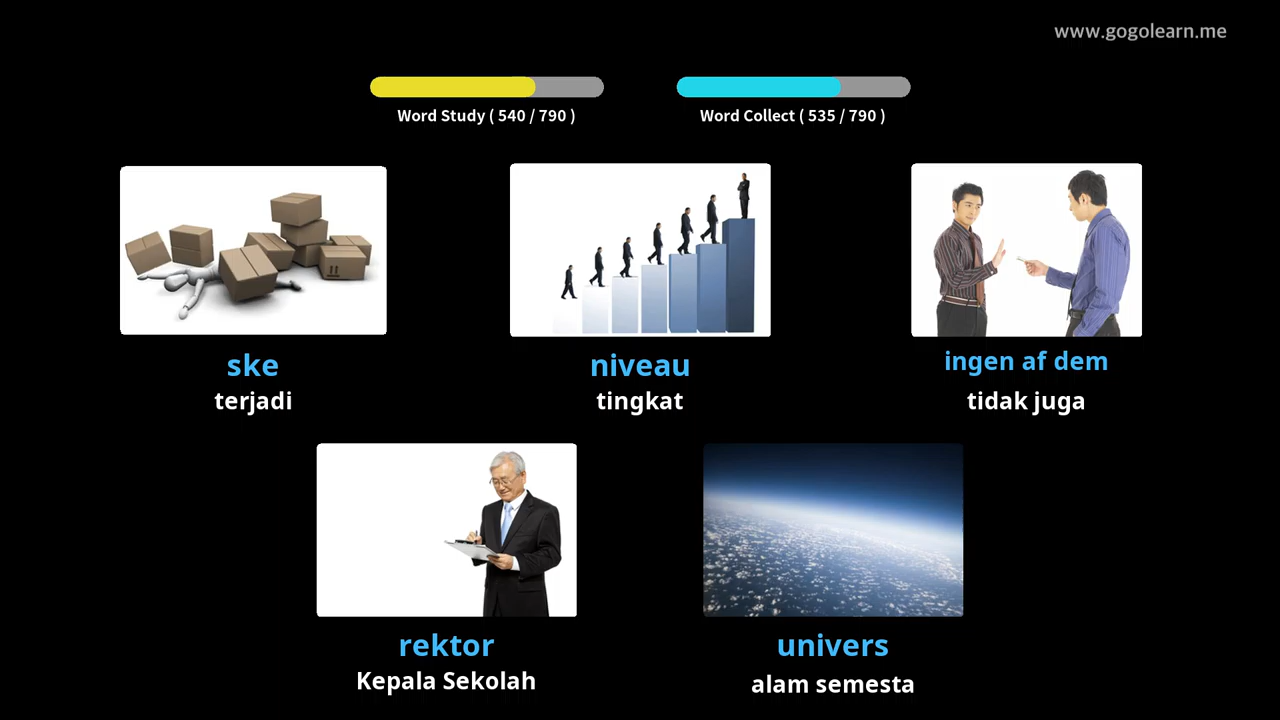 www.gogolearn.me
Word Study ( 540 / 790 )
Word Collect ( 535 / 790 )
ske
terjadi
niveau
tingkat
ingen af dem
tidak juga
rektor
Kepala Sekolah
univers
alam semesta